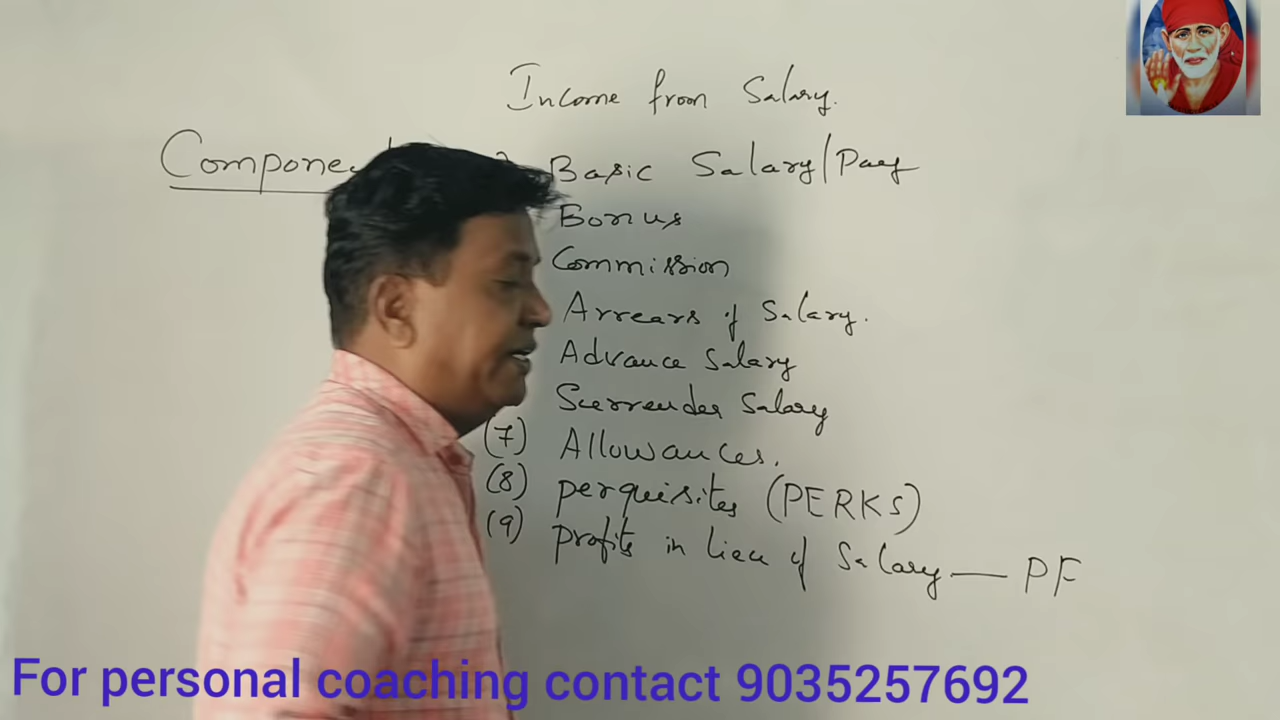 Income from Salary.
Basic Salary/Pay
Bonus
Commission
Arrears of Salary.
Advance Salary
Surrender Salary
(7) Allowances.
(8) perquisites (PERKS)
(9) profits in lieu of Salary — PF
For personal coaching contact 9035257692